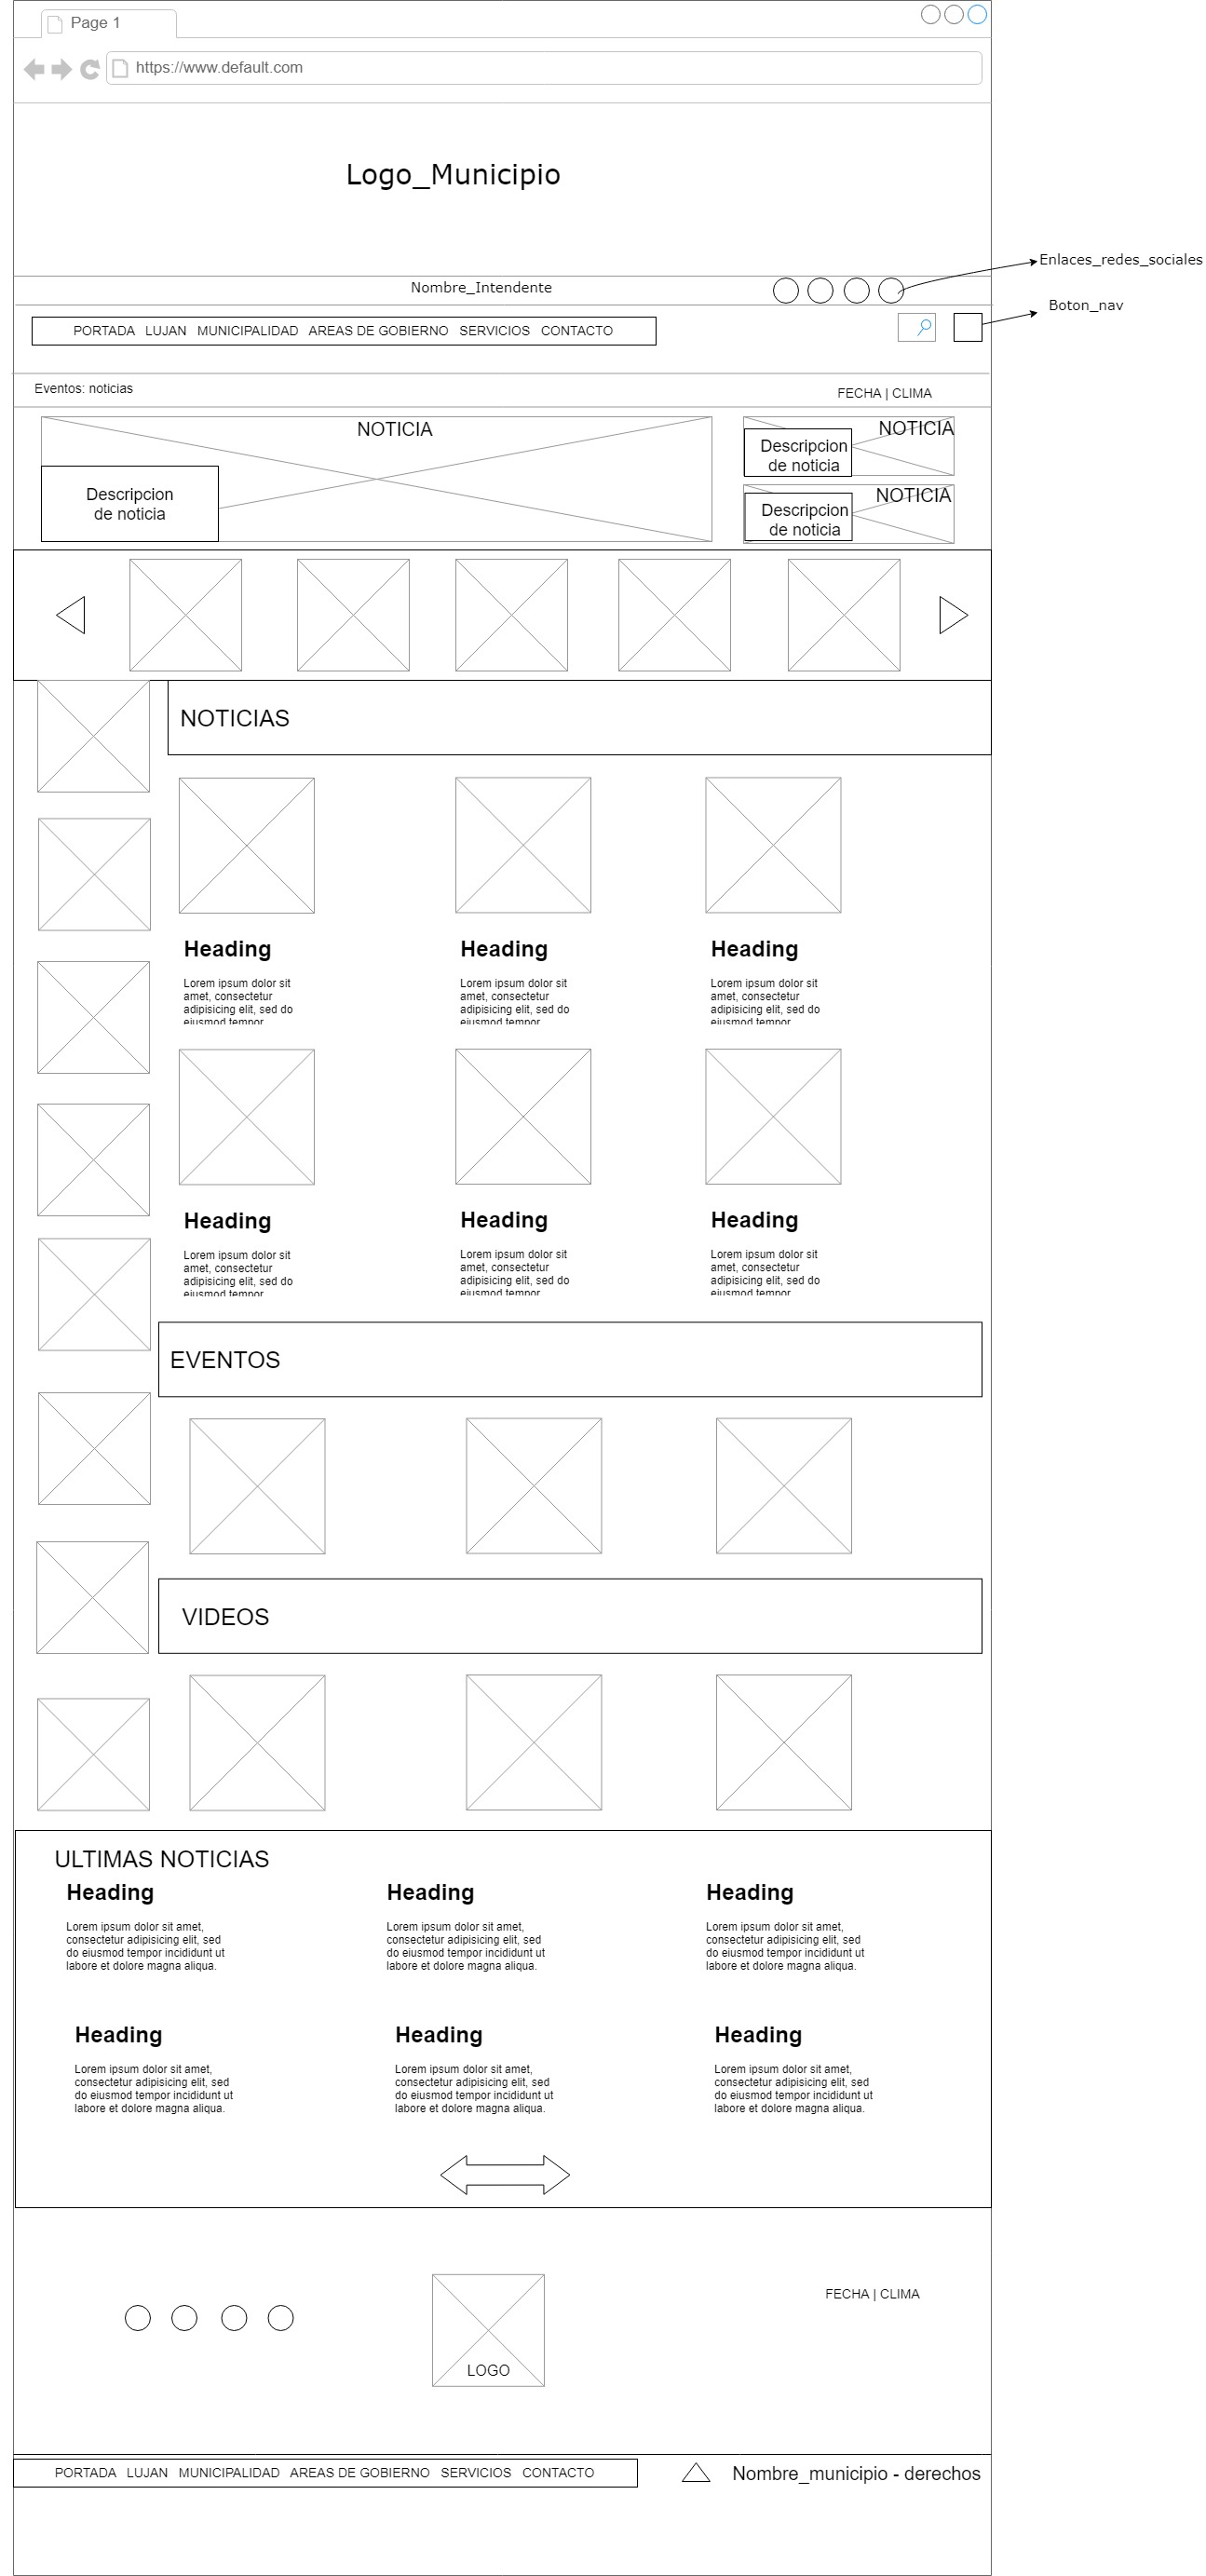 Page 1
https://www.default.com
Logo_Municipio
Enlaces_redes_sociales
Nombre_Intendente
Boton_nav
PORTADA LUJAN MUNICIPALIDAD AREAS DE GOBIERNO SERVICIOS CONTACTO
Eventos: noticias
FECHA | CLIMA
NOTICIA
Descripcion
de noticia
NOTICIA
Descripcion
de noticia
NOTICIA
Descripcion
de noticia
NOTICIAS
Heading
Lorem ipsum dolor sit
amet, consectetur
adipisicing elit, sed do
eiusmod tempor
Heading
Lorem ipsum dolor sit
amet, consectetur
adipisicing elit, sed do
eiusmod tempor
Heading
Lorem ipsum dolor sit
amet, consectetur
adipisicing elit, sed do
eiusmod tempor
Heading
Lorem ipsum dolor sit
amet, consectetur
adipisicing elit, sed do
eiusmod tempor
Heading
Lorem ipsum dolor sit
amet, consectetur
adipisicing elit, sed do
eiusmod tempor
Heading
Lorem ipsum dolor sit
amet, consectetur
adipisicing elit, sed do
eiusmod tempor
EVENTOS
VIDEOS
ULTIMAS NOTICIAS
Heading
Lorem ipsum dolor sit amet,
consectetur adipisicing elit, sed
do eiusmod tempor incididunt ut
labore et dolore magna aliqua.
Heading
Lorem ipsum dolor sit amet,
consectetur adipisicing elit, sed
do eiusmod tempor incididunt ut
labore et dolore magna aliqua.
Heading
Lorem ipsum dolor sit amet,
consectetur adipisicing elit, sed
do eiusmod tempor incididunt ut
labore et dolore magna aliqua.
Heading
Lorem ipsum dolor sit amet,
consectetur adipisicing elit, sed
do eiusmod tempor incididunt ut
labore et dolore magna aliqua.
Heading
Lorem ipsum dolor sit amet,
consectetur adipisicing elit, sed
do eiusmod tempor incididunt ut
labore et dolore magna aliqua.
Heading
Lorem ipsum dolor sit amet,
consectetur adipisicing elit, sed
do eiusmod tempor incididunt ut
labore et dolore magna aliqua.
FECHA | CLIMA
LOGO
PORTADA LUJAN MUNICIPALIDAD AREAS DE GOBIERNO SERVICIOS CONTACTO
Nombre_municipio - derechos